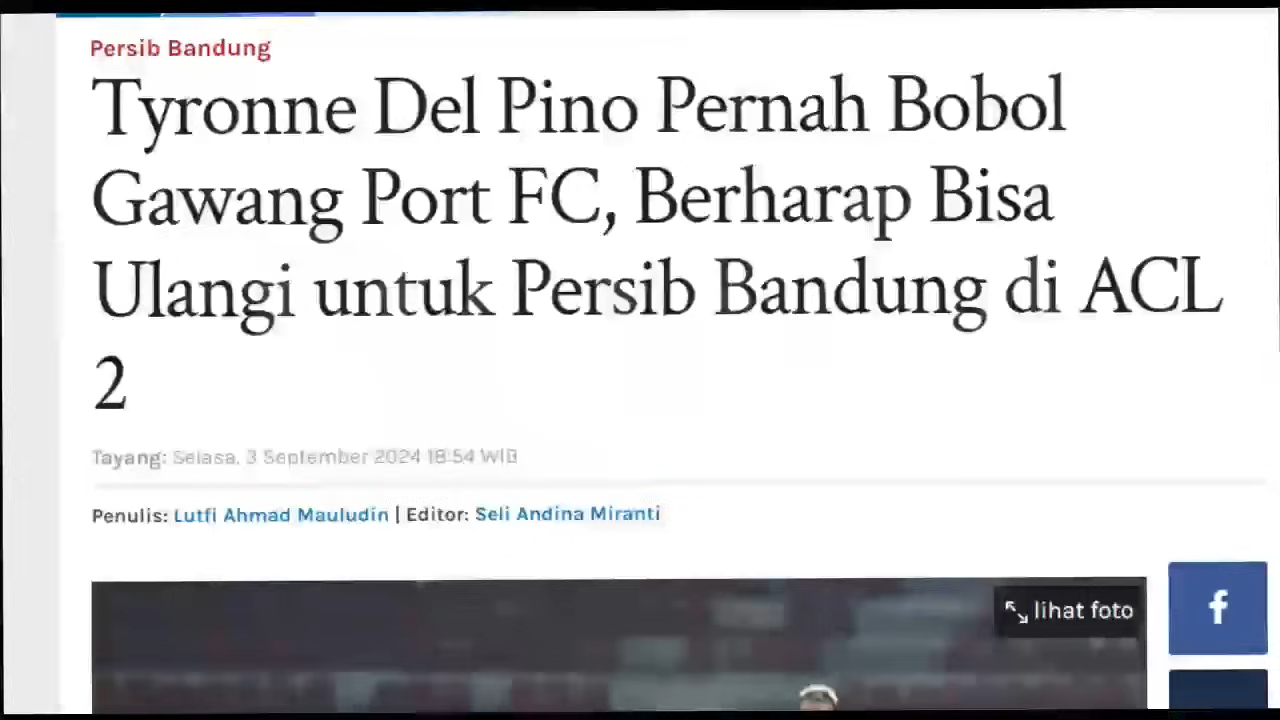 Persib Bandung
Tyronne Del Pino Pernah Bobol
Gawang Port FC, Berharap Bisa
Ulangi untuk Persib Bandung di ACL
2
Tayang: Selasa, 3 September 2024 18:54 WIB
Penulis: Lutfi Ahmad Mauludin | Editor: Seli Andina Miranti
lihat foto
f